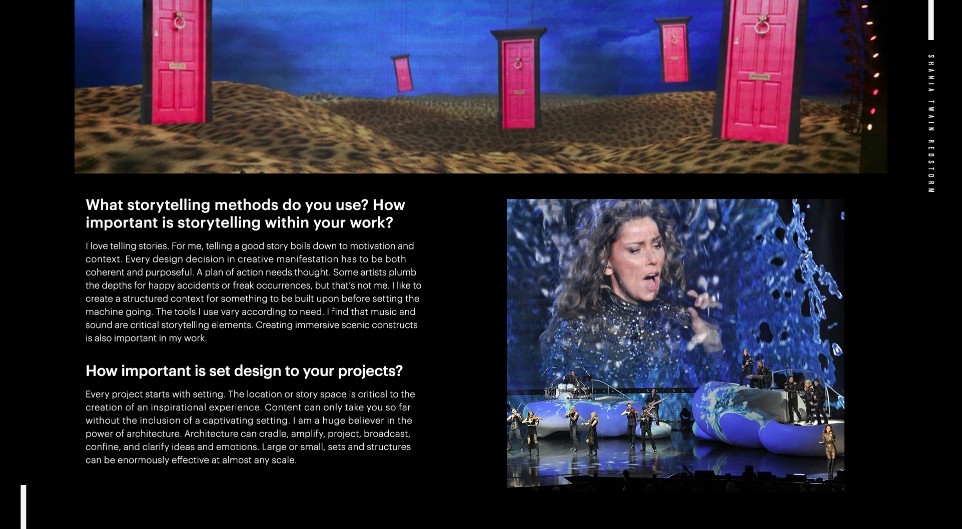 SHANIA TWAIN REDSTORM
What storytelling methods do you use? How
important is storytelling within your work?
I love telling stories. For me, telling a good story boils down to motivation and
context. Every design decision in creative manifestation has to be both
coherent and purposeful. A plan of action needs thought. Some artists plumb
the depths for happy accidents or freak occurrences, but that's not me. I like to
create a structured context for something to be built upon before setting the
machine going. The tools I use vary according to need. I find that music and
sound are critical storytelling elements. Creating immersive scenic constructs
is also important in my work.
How important is set design to your projects?
Every project starts with setting. The location or story space is critical to the
creation of an inspirational experience. Content can only take you so far
without the inclusion of a captivating setting. I am a huge believer in the
power of architecture. Architecture can cradle, amplify, project, broadcast,
confine, and clarify ideas and emotions. Large or small, sets and structures
can be enormously effective at almost any scale.